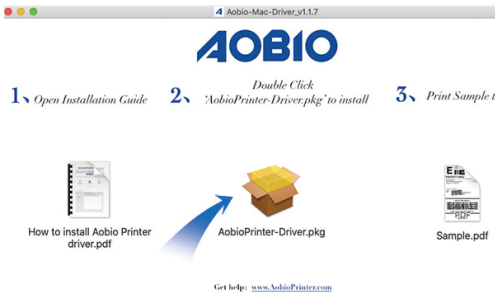 Aobio-Mac-Driver_v1.1.7
AOBIO
1、Open Installation Guide
2、Double Click
'AobioPrinter-Driver.pkg' to install
3、Print Sample t
How to install Aobio Printer
driver.pdf
AobioPrinter-Driver.pkg
PDF
Sample.pdf
Get help: www.AobioPrinter.com